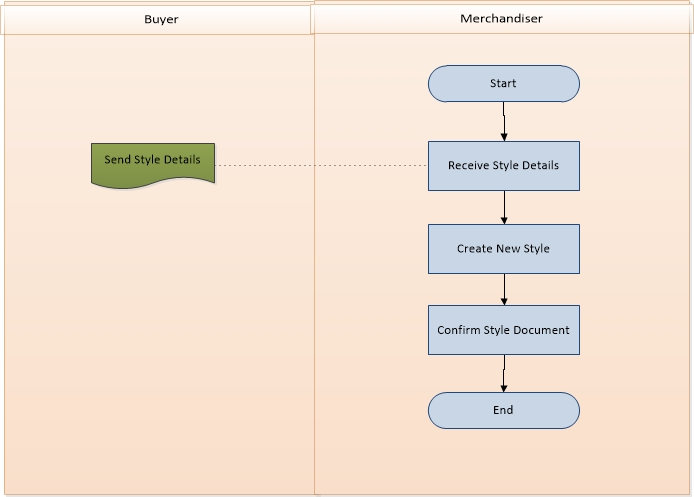 Buyer
Merchandiser
Start
Send Style Details
Receive Style Details
Create New Style
Confirm Style Document
End